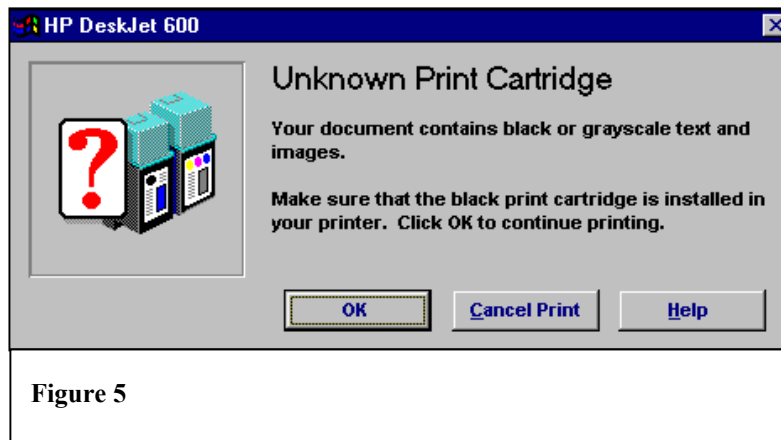 HP DeskJet 600
Unknown Print Cartridge
Your document contains black or grayscale text and
images.
Make sure that the black print cartridge is installed in
your printer.  Click OK to continue printing.
OK
Cancel Print
Help
Figure 5